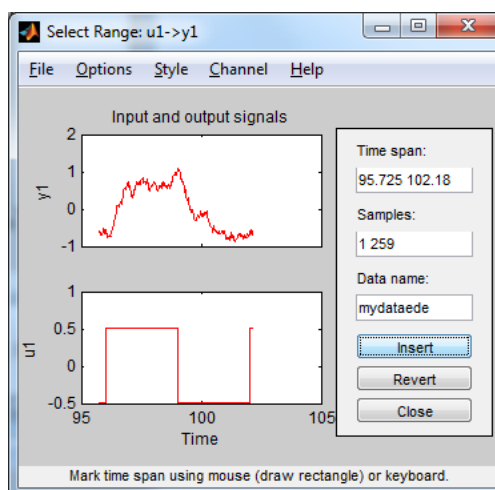 Select Range: u1->y1
File Options Style Channel Help
Input and output signals
2
1
0
-1
y1
1
0.5
0
-0.5
u1
95 100 105
Time
Time span:
95.725 102.18
Samples:
1 259
Data name:
mydataede
Insert
Revert
Close
Mark time span using mouse (draw rectangle) or keyboard.